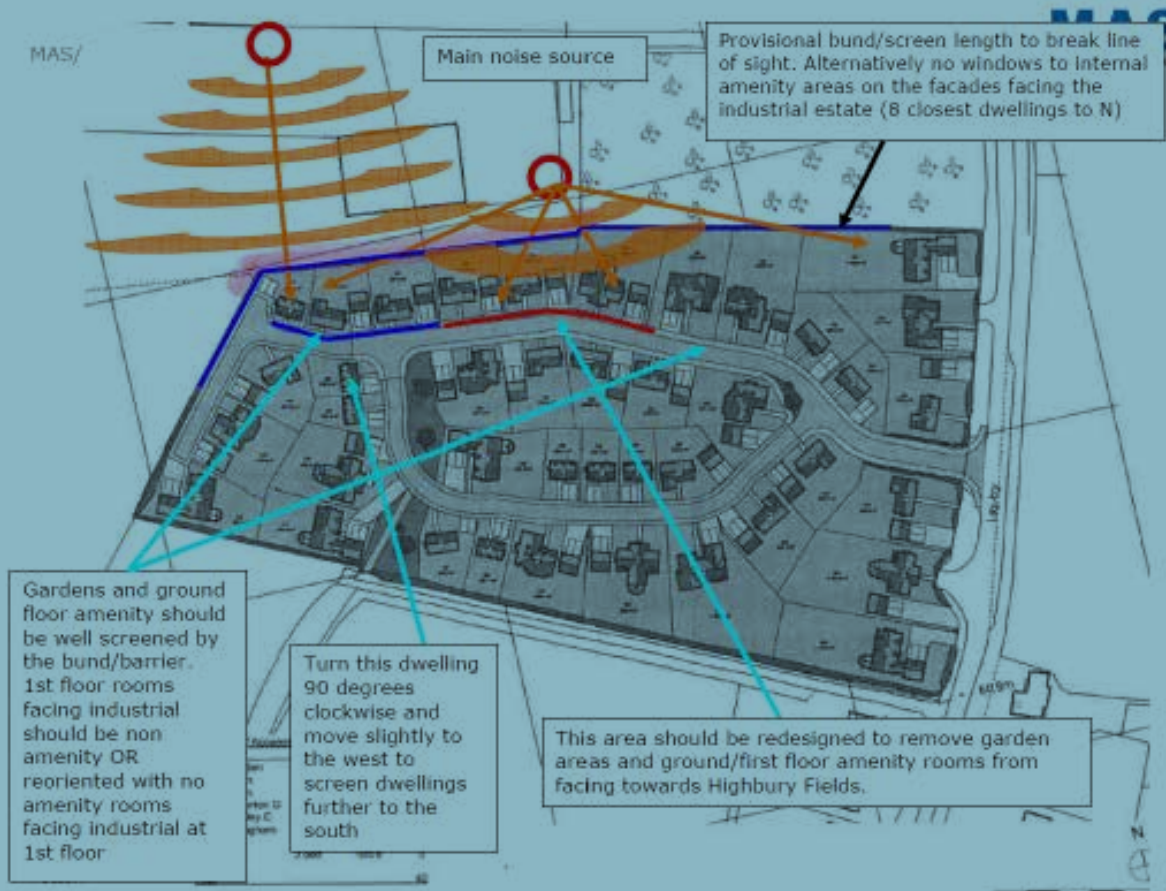 MAS
MAS/
Main noise source
Provisional bund/screen length to break line
of sight. Alternatively no windows to internal
amenity areas on the facades facing the
industrial estate (8 closest dwellings to N)
Gardens and ground
floor amenity should
be well screened by
the bund/barrier.
1st floor rooms
facing industrial
should be non
amenity OR
reoriented with no
amenity rooms
facing industrial at
1st floor
Turn this dwelling
90 degrees
clockwise and
move slightly to
the west to
screen dwellings
further to the
south
This area should be redesigned to remove garden
areas and ground/first floor amenity rooms from
facing towards Highbury Fields.
N